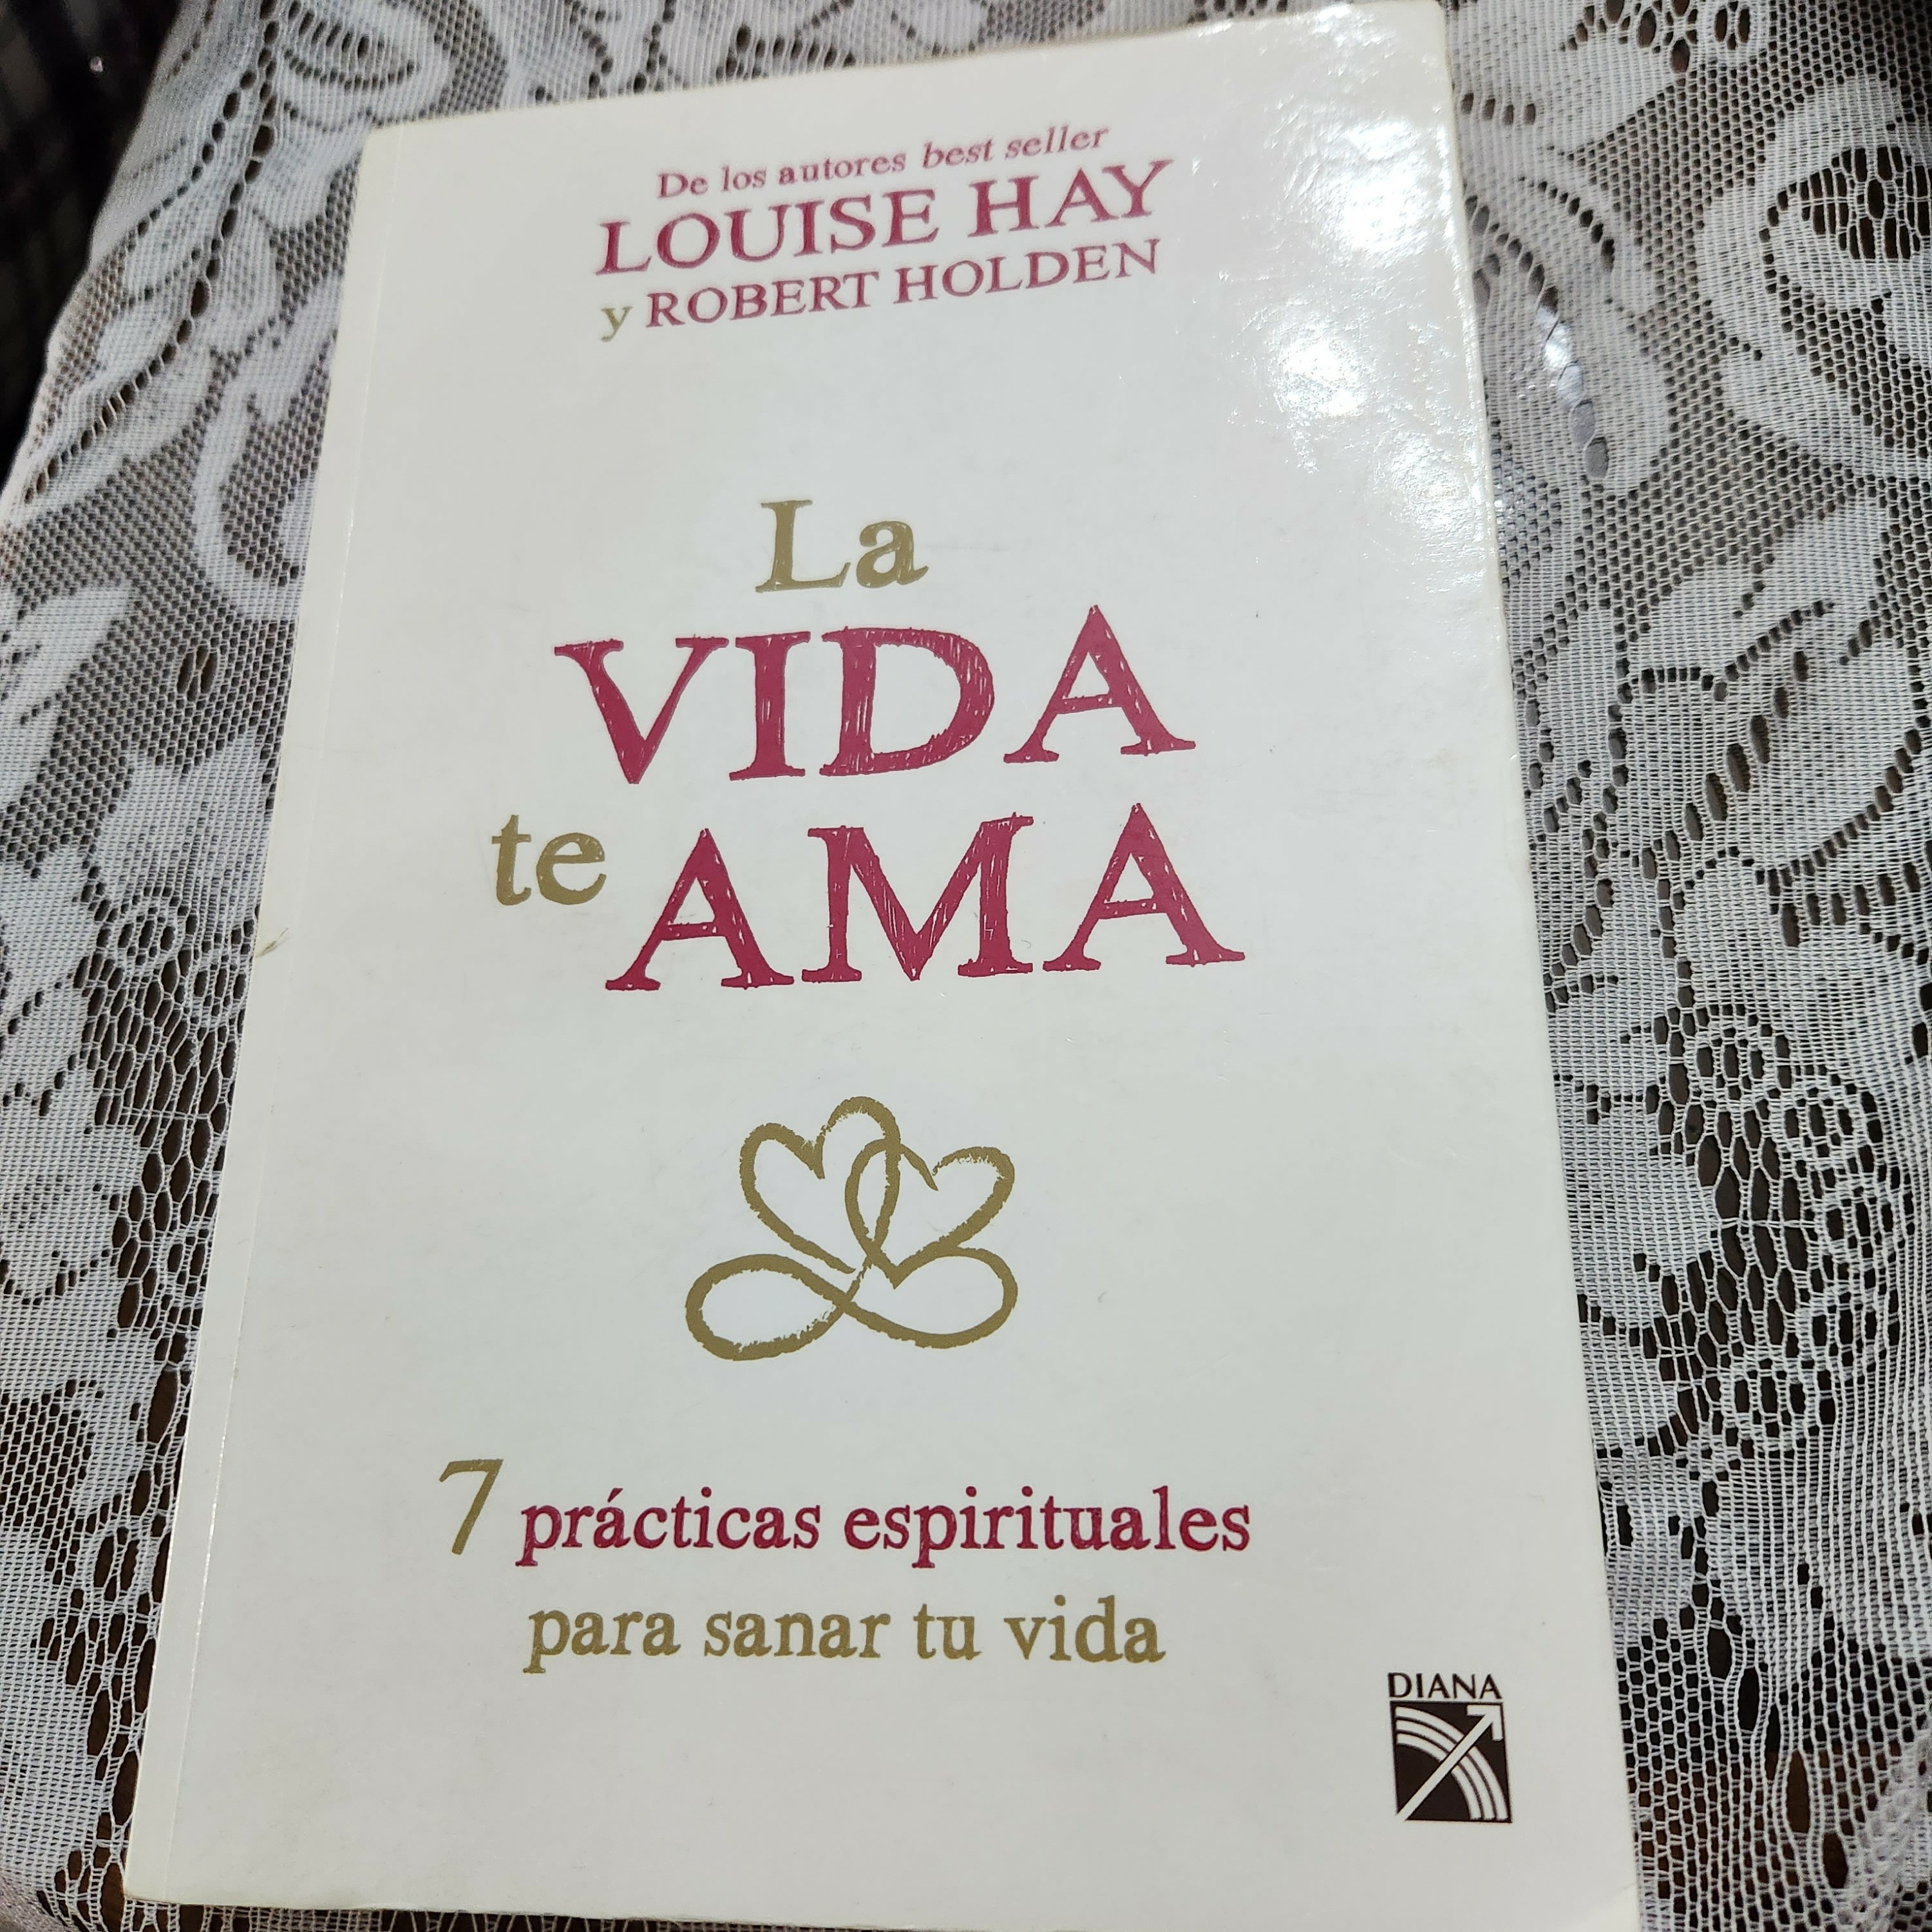 De los autores best seller
LOUISE HAY
y ROBERT HOLDEN
La
VIDA
te AMA
7 prácticas espirituales
para sanar tu vida
DIANA